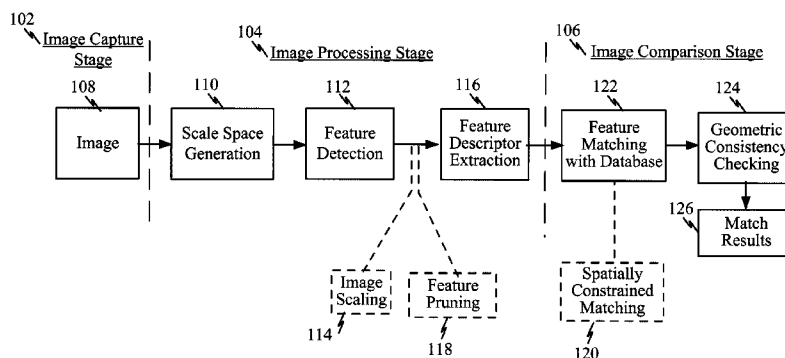 102
Image Capture
Stage
104
Image Processing Stage
106
Image Comparison Stage
108
Image
110
Scale Space
Generation
112
Feature
Detection
116
Feature
Descriptor
Extraction
122
Feature
Matching
with Database
124
Geometric
Consistency
Checking
126
Match
Results
Image
Scaling
114
Feature
Pruning
118
Spatially
Constrained
Matching
120